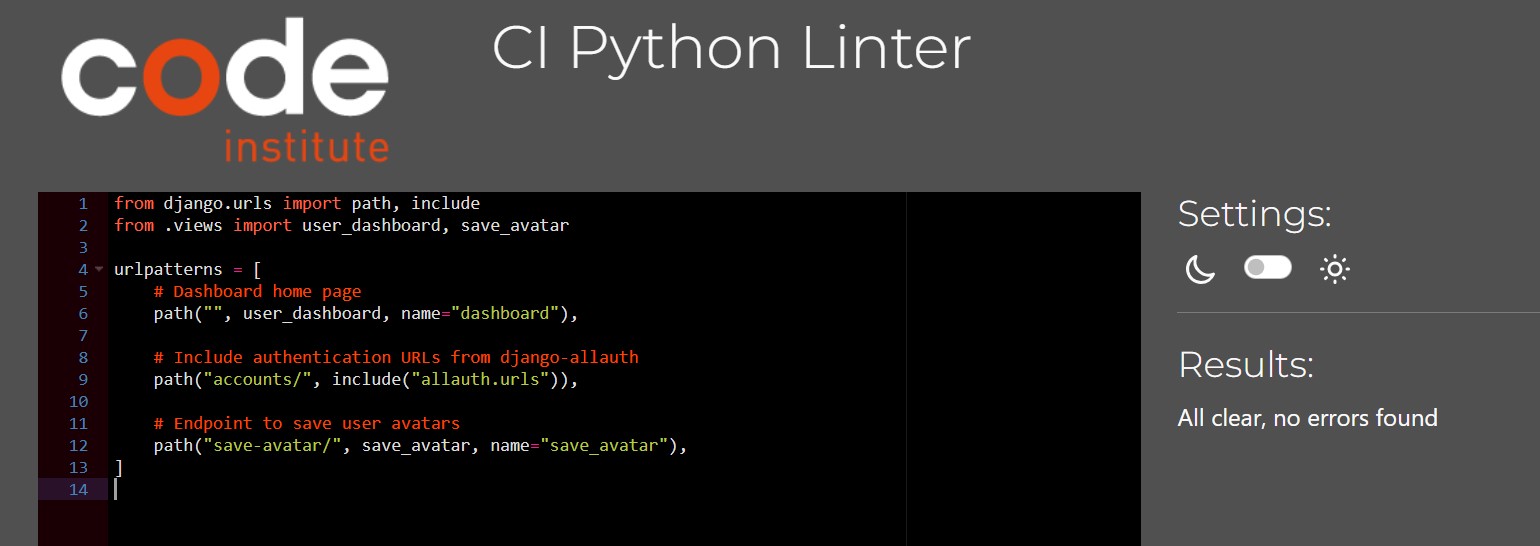 code
institute
CI Python Linter
1 from django.urls import path, include
2 from .views import user_dashboard, save_avatar
3
4 urlpatterns = [
5     # Dashboard home page
6     path("", user_dashboard, name="dashboard"),
7
8     # Include authentication URLs from django-allauth
9     path("accounts/", include("allauth.urls")),
10
11     # Endpoint to save user avatars
12     path("save-avatar/", save_avatar, name="save_avatar"),
13 ]
14
Settings:
Results:
All clear, no errors found